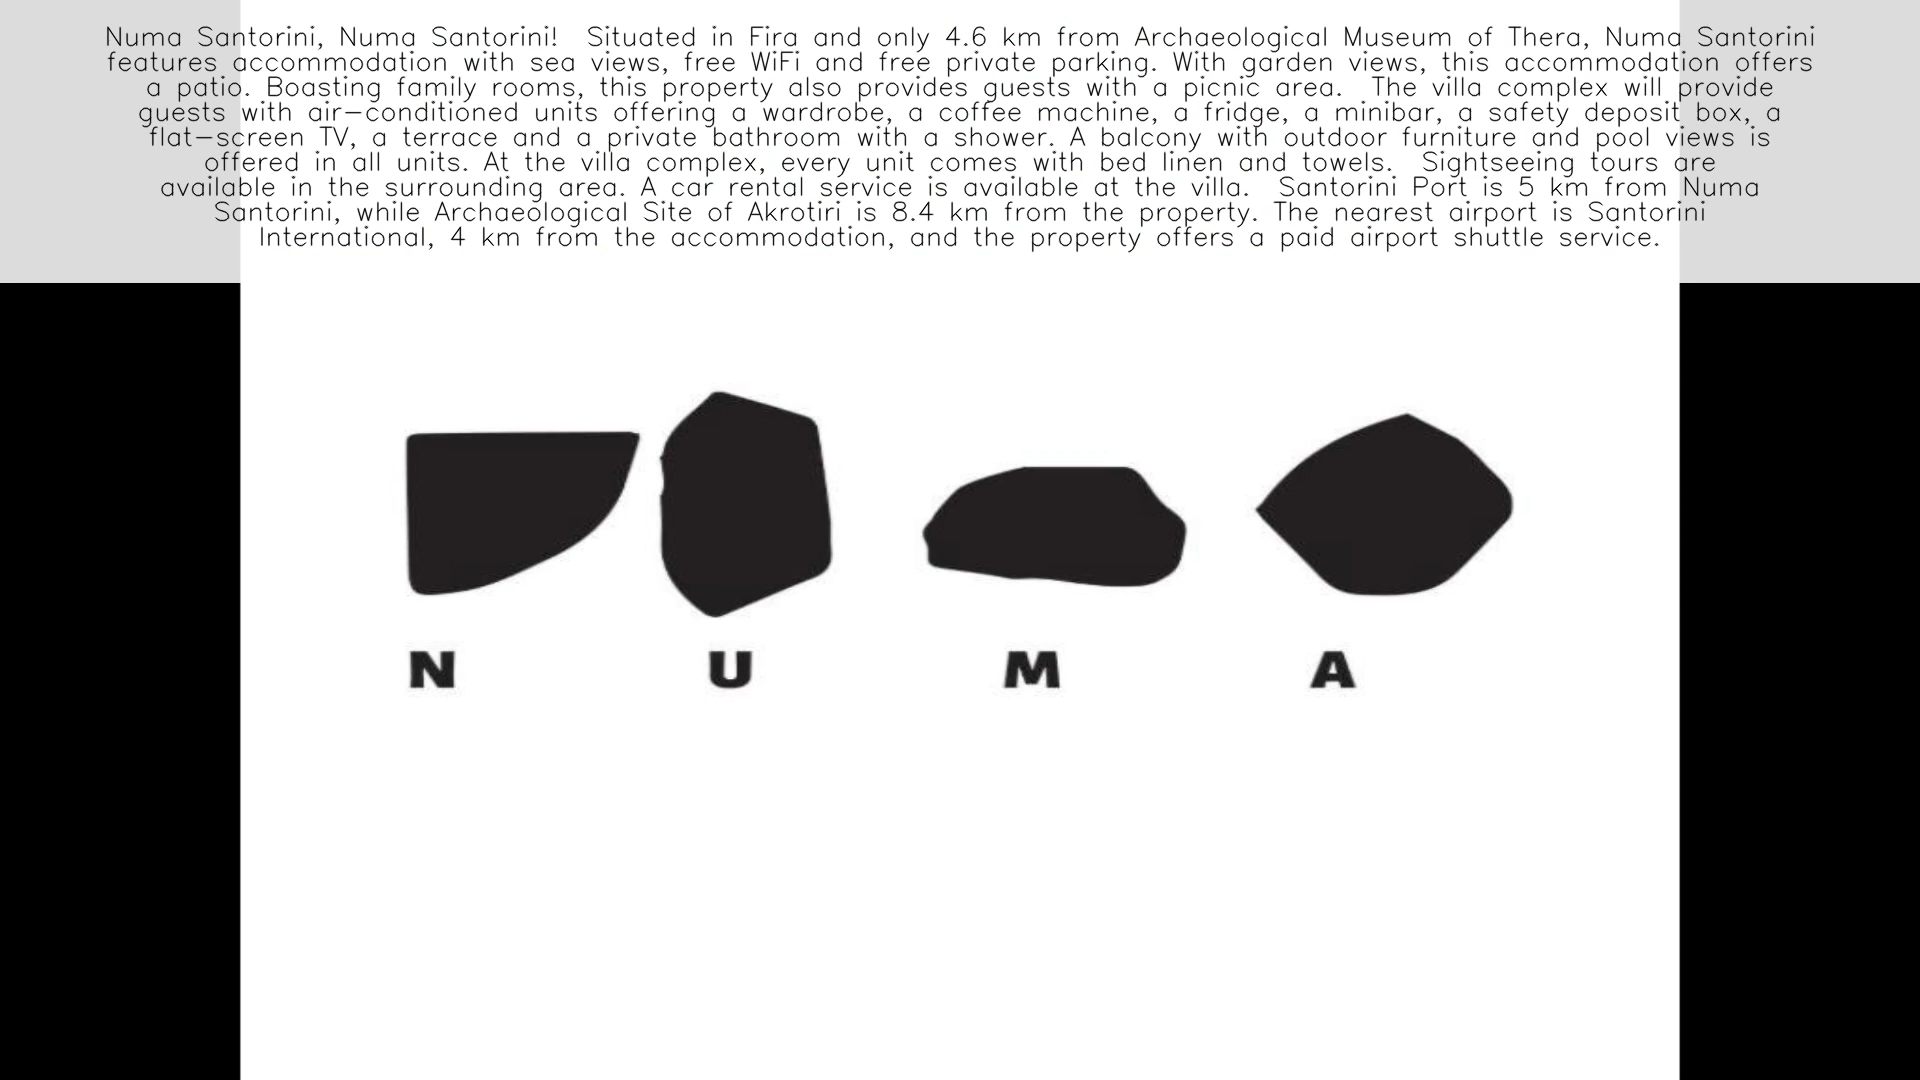 Numa Santorini, Numa Santorini!  Situated in Fira and only 4.6 km from Archaeological Museum of Thera, Numa Santorini
features accommodation with sea views, free WiFi and free private parking. With garden views, this accommodation offers
a patio. Boasting family rooms, this property also provides guests with a picnic area.  The villa complex will provide
guests with air-conditioned units offering a wardrobe, a coffee machine, a fridge, a minibar, a safety deposit box, a
flat-screen TV, a terrace and a private bathroom with a shower. A balcony with outdoor furniture and pool views is
offered in all units. At the villa complex, every unit comes with bed linen and towels.  Sightseeing tours are
available in the surrounding area. A car rental service is available at the villa.  Santorini Port is 5 km from Numa
Santorini, while Archaeological Site of Akrotiri is 8.4 km from the property. The nearest airport is Santorini
International, 4 km from the accommodation, and the property offers a paid airport shuttle service.
N U M A